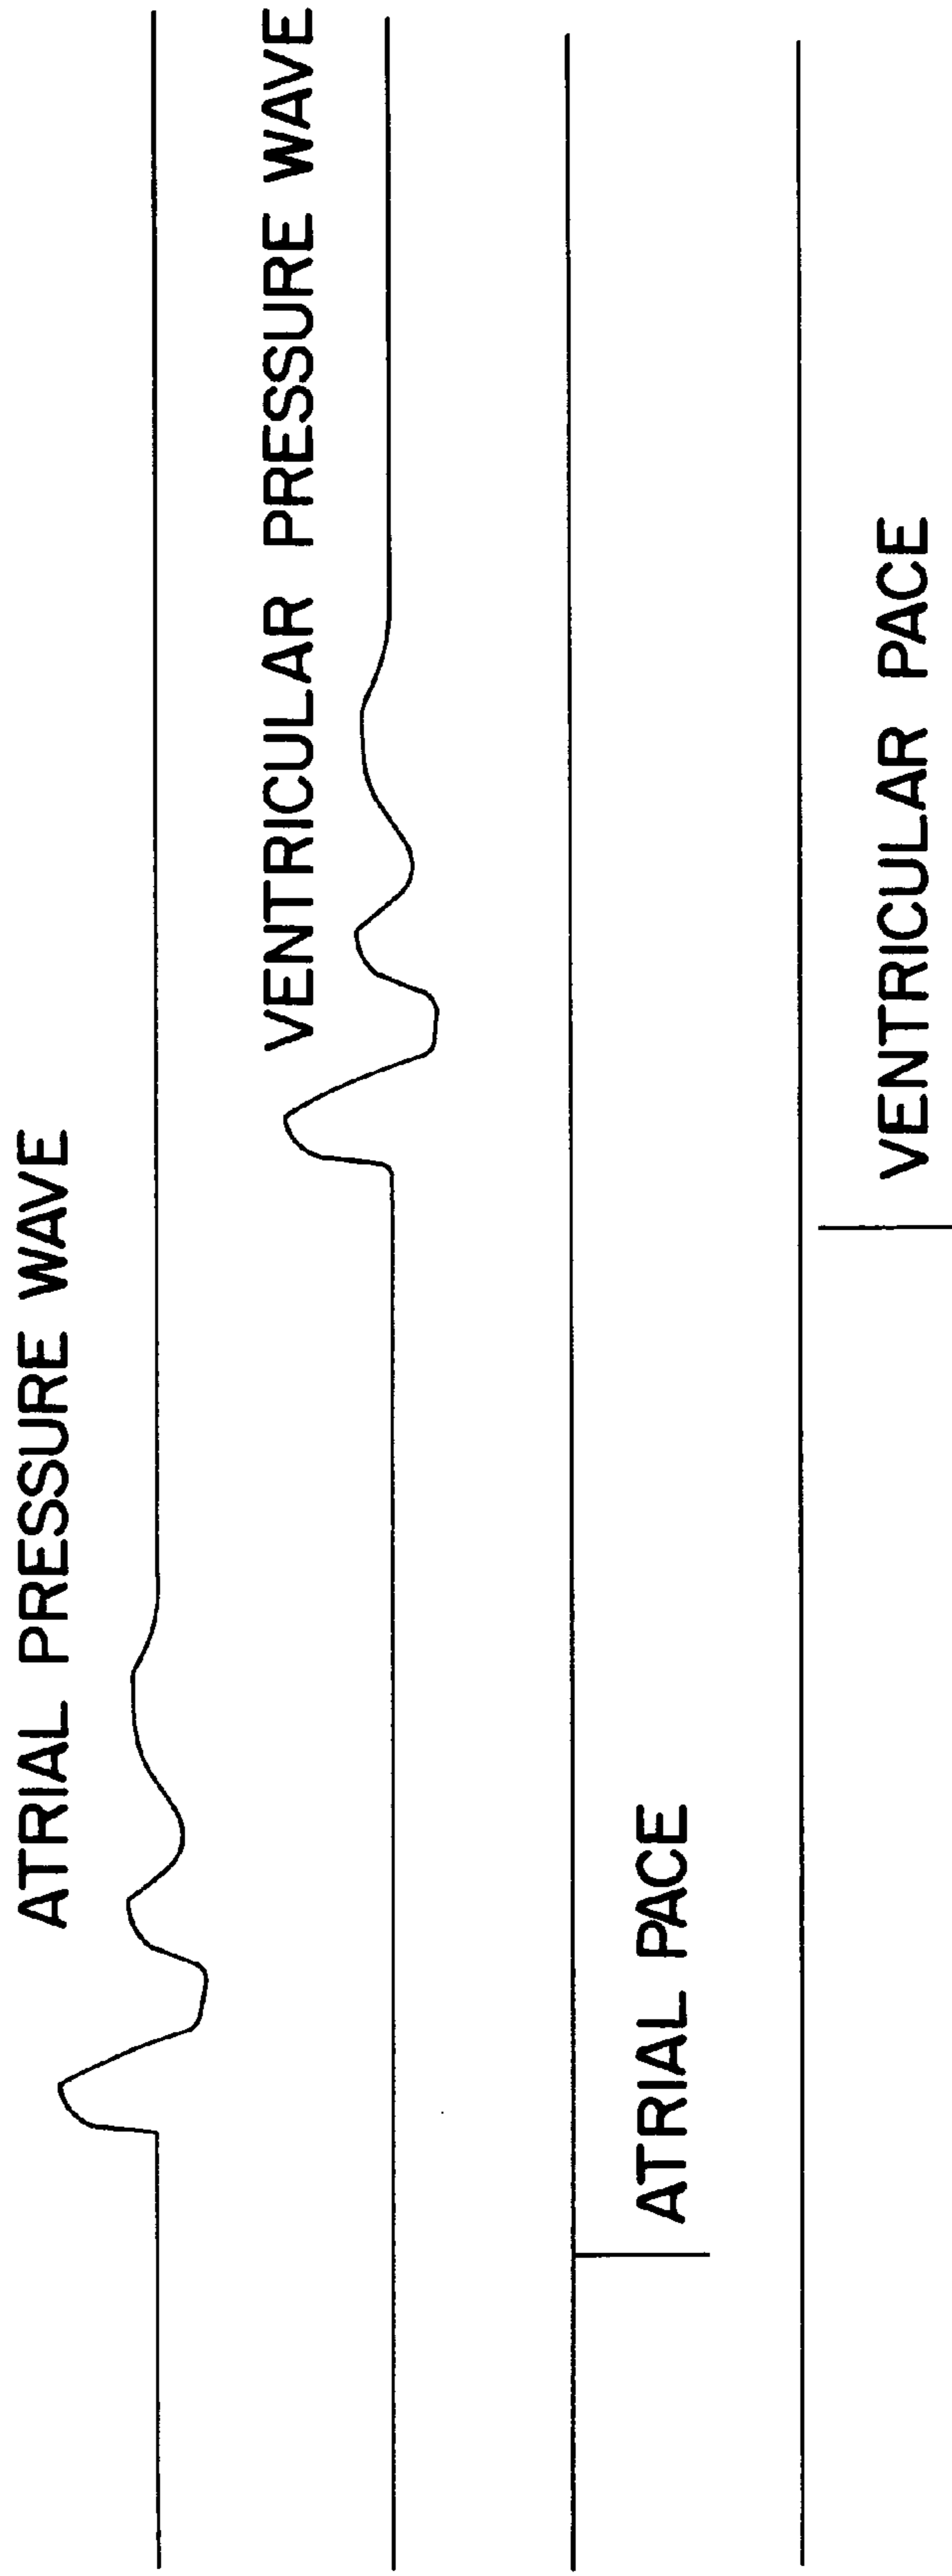 ATRIAL PRESSURE WAVE
VENTRICULAR PRESSURE WAVE
ATRIAL PACE
VENTRICULAR PACE